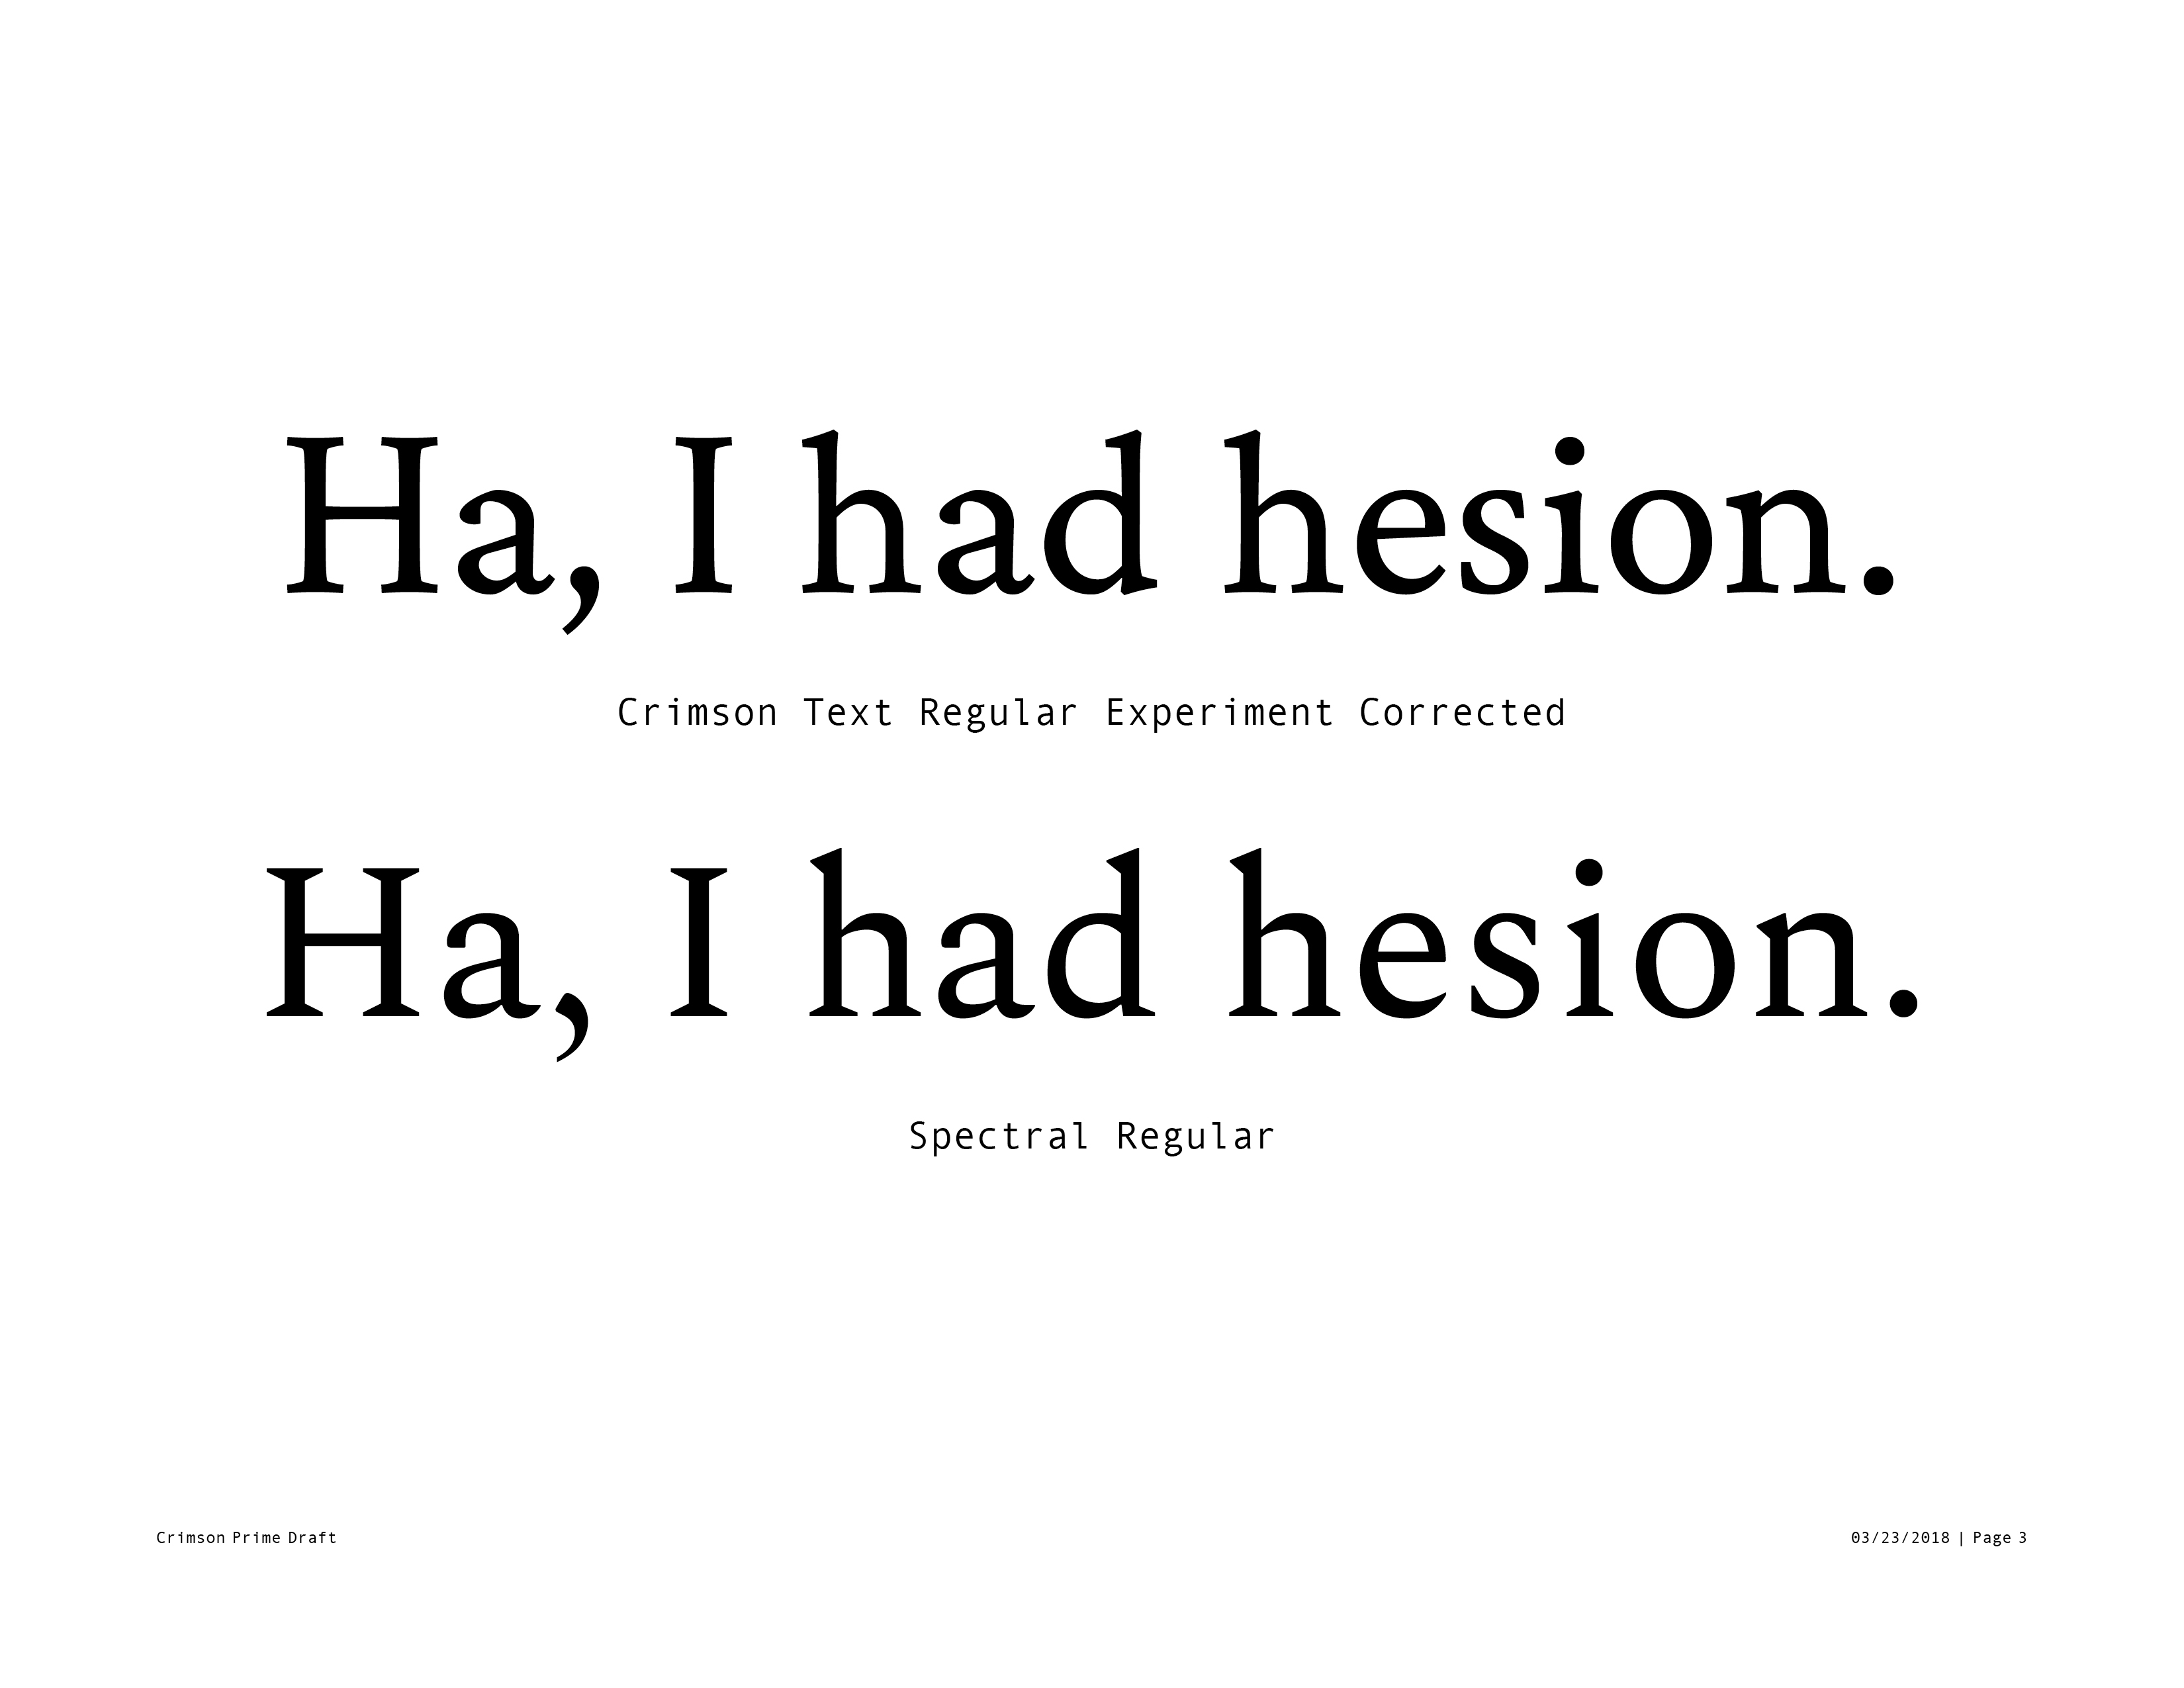 Ha, I had hesion.
Crimson Text Regular Experiment Corrected
Ha, I had hesion.
Spectral Regular
Crimson Prime Draft
03/23/2018 | Page 3